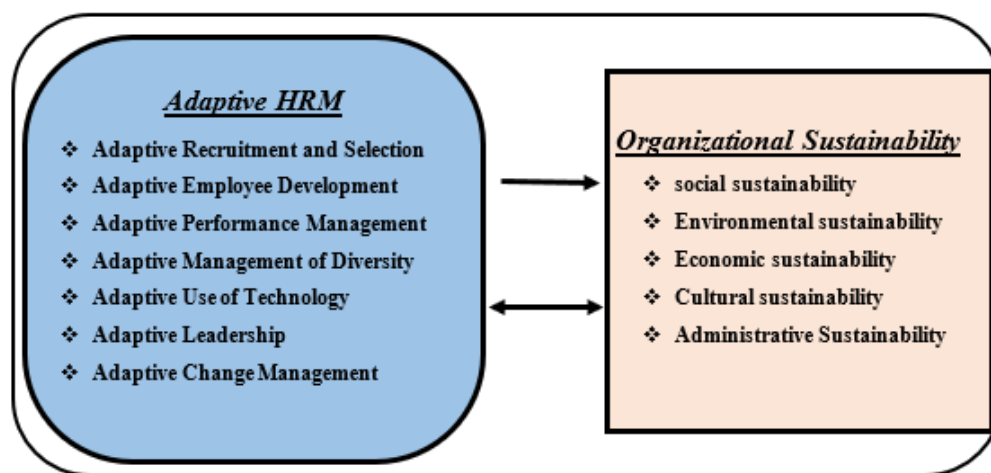 Adaptive HRM
❖ Adaptive Recruitment and Selection
❖ Adaptive Employee Development
❖ Adaptive Performance Management
❖ Adaptive Management of Diversity
❖ Adaptive Use of Technology
❖ Adaptive Leadership
❖ Adaptive Change Management
Organizational Sustainability
❖ social sustainability
❖ Environmental sustainability
❖ Economic sustainability
❖ Cultural sustainability
❖ Administrative Sustainability